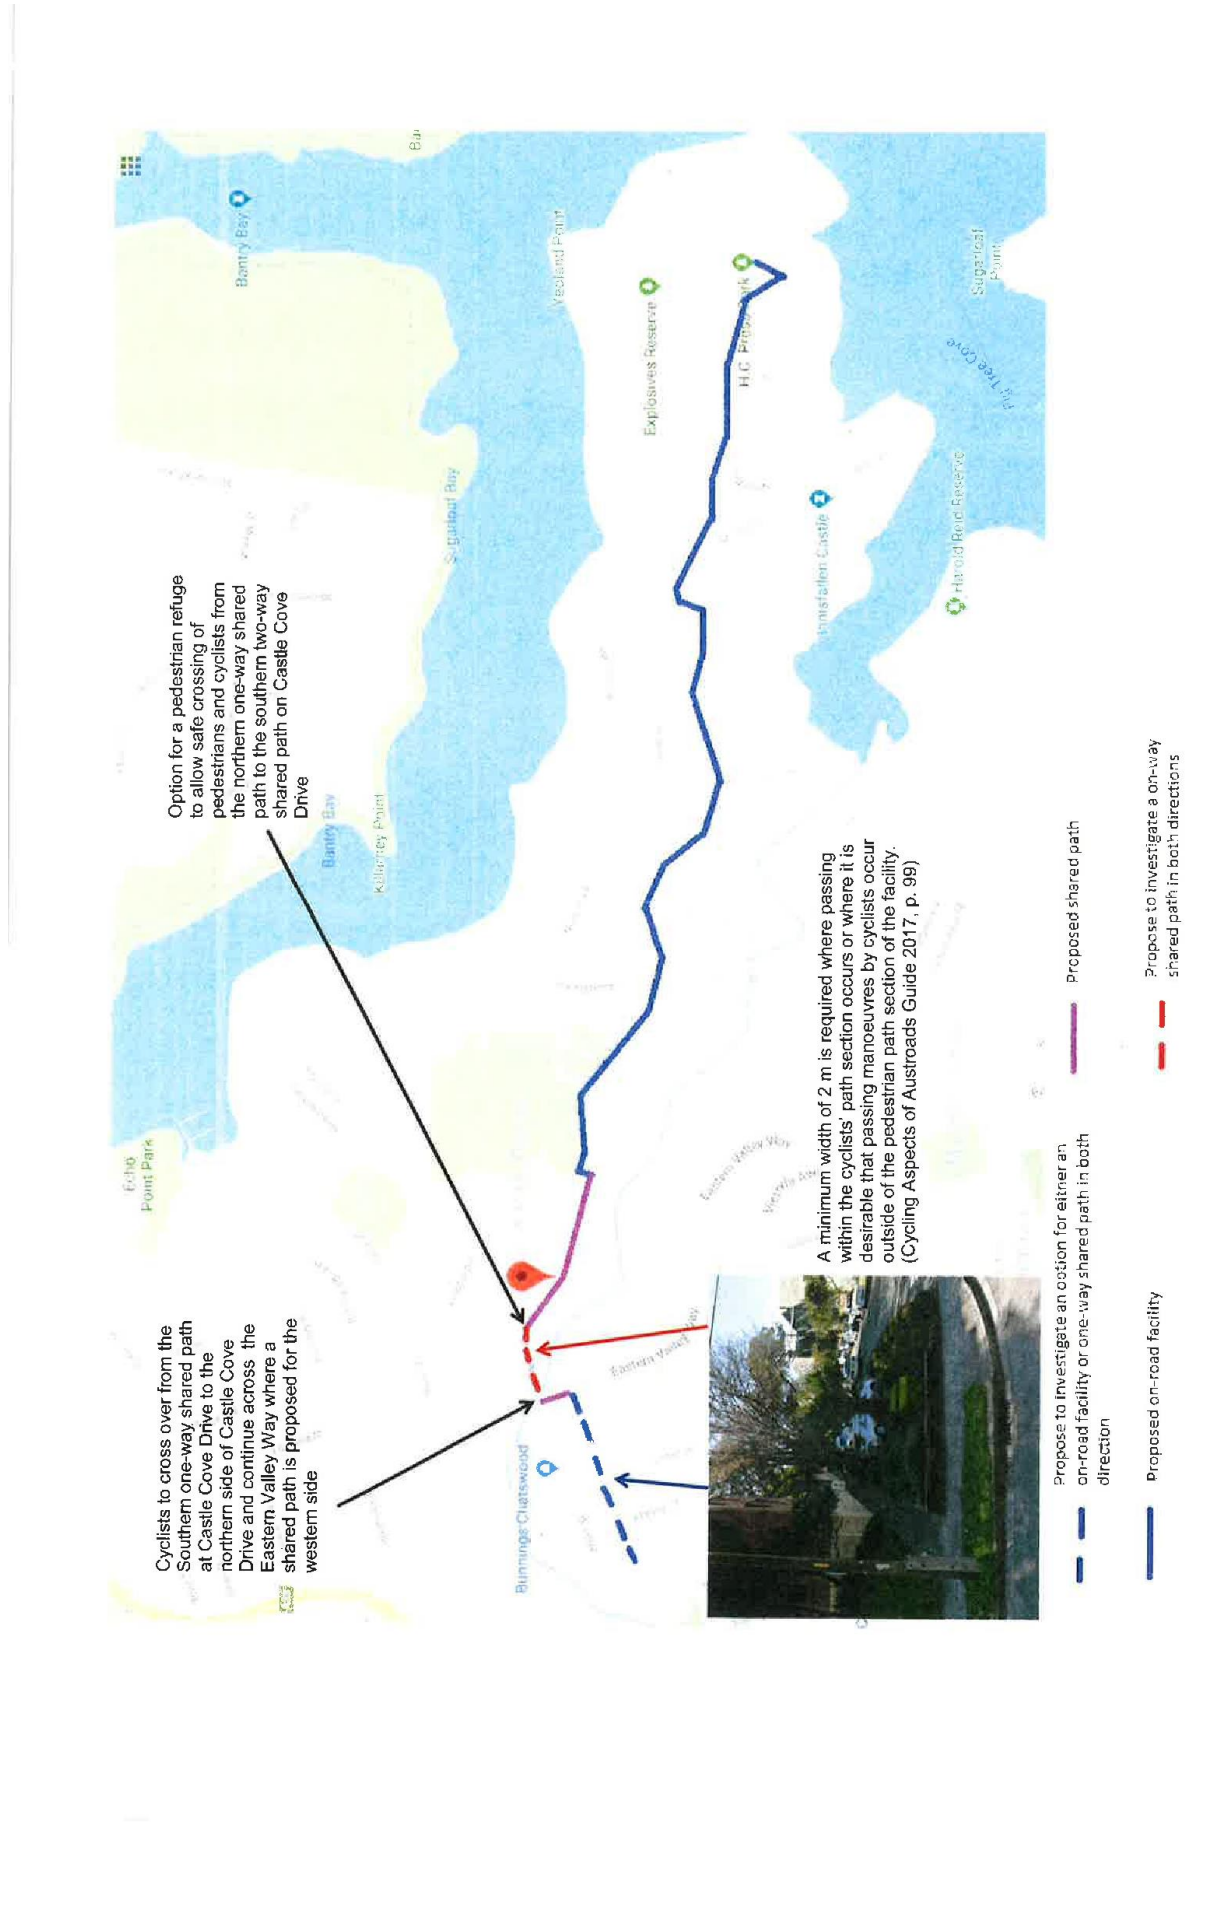 Cyclists to cross over from the
Southern one-way shared path
at Castle Cove Drive to the
northern side of Castle Cove
Drive and continue across the
Eastern Valley Way where a
shared path is proposed for the
western side
Option for a pedestrian refuge
to allow safe crossing of
pedestrians and cyclists from
the northern one-way shared
path to the southern two-way
shared path on Castle Cove
Drive
Echo
Point Park
Bantry Bay
Bantry Bay
Killarney Point
Sugarloaf Bay
Yeoland Point
Explosives Reserve
H.C. Press Park
Innisfallen Castle
Harold Reid Reserve
Sugarloaf
Point
Pig Tree Cove
Bunnings Chatswood
Eastern Valley Way
Eastern Valley Way
A minimum width of 2 m is required where passing
within the cyclists' path section occurs or where it is
desirable that passing manoeuvres by cyclists occur
outside of the pedestrian path section of the facility.
(Cycling Aspects of Austroads Guide 2017, p. 99)
Propose to investigate an option for either an
on-road facility or one-way shared path in both
direction
Proposed shared path
Proposed on-road facility
Propose to investigate a on-way
shared path in both directions